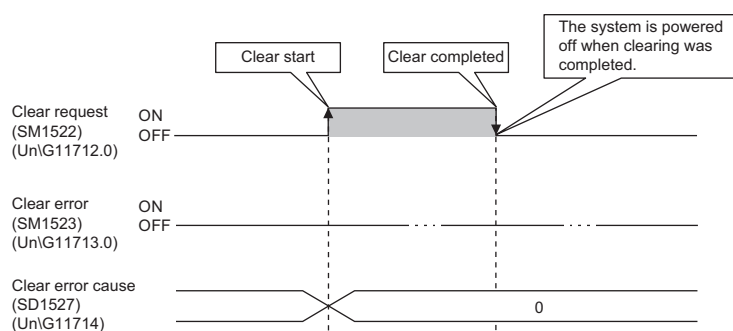 Clear start
Clear completed
The system is powered
off when clearing was
completed.
Clear request
(SM1522)
(Un\G11712.0)
ON
OFF
Clear error
(SM1523)
(Un\G11713.0)
ON
OFF
Clear error cause
(SD1527)
(Un\G11714)
0